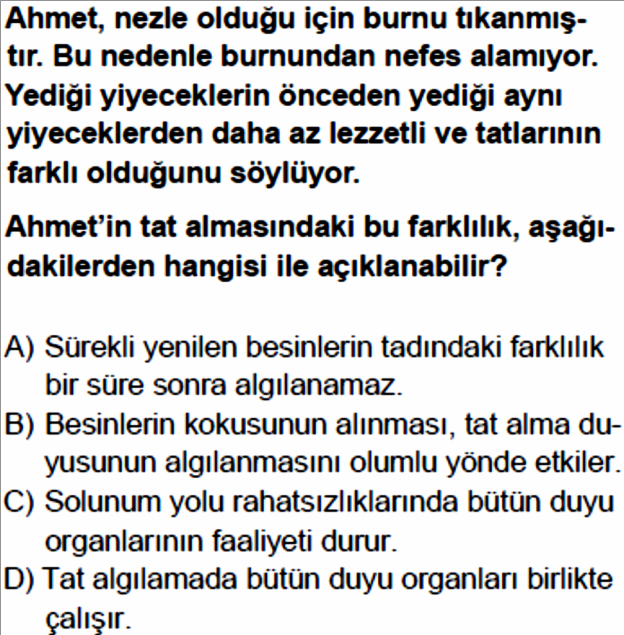 Ahmet, nezle olduğu için burnu tıkanmış-
tır. Bu nedenle burnundan nefes alamıyor.
Yediği yiyeceklerin önceden yediği aynı
yiyeceklerden daha az lezzetli ve tatlarının
farklı olduğunu söylüyor.
Ahmet'in tat almasındaki bu farklılık, aşağı-
dakilerden hangisi ile açıklanabilir?
A) Sürekli yenilen besinlerin tadındaki farklılık
bir süre sonra algılanamaz.
B) Besinlerin kokusunun alınması, tat alma du-
yusunun algılanmasını olumlu yönde etkiler.
C) Solunum yolu rahatsızlıklarında bütün duyu
organlarının faaliyeti durur.
D) Tat algılamada bütün duyu organları birlikte
çalışır.